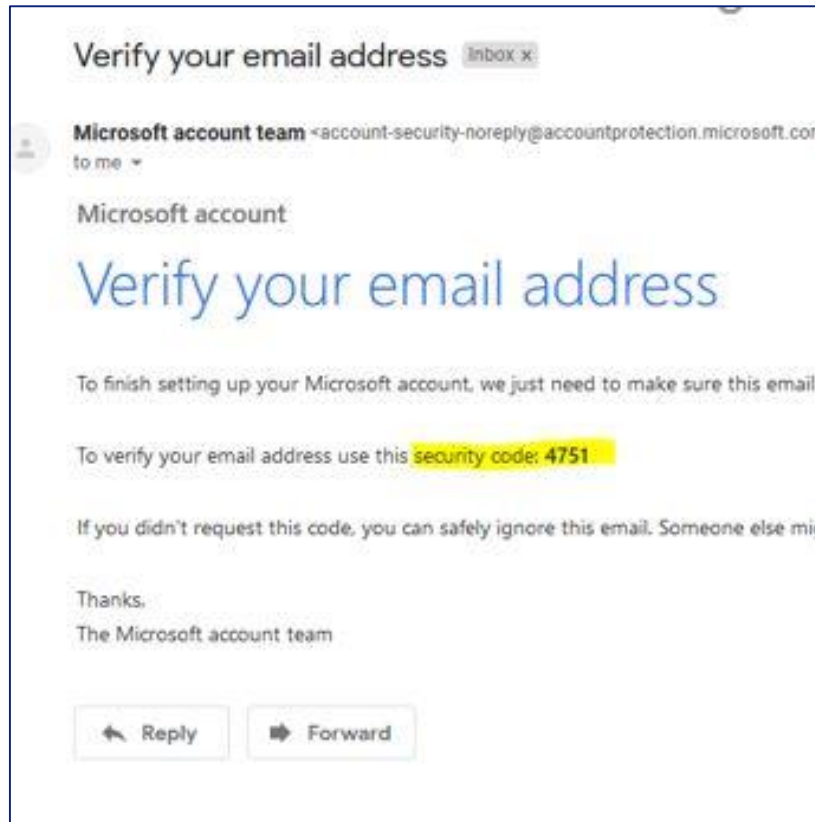 Verify your email address Inbox x
Microsoft account team <account-security-noreply@accountprotection.microsoft.com
to me
Microsoft account
Verify your email address
To finish setting up your Microsoft account, we just need to make sure this email
To verify your email address use this security code: 4751
If you didn't request this code, you can safely ignore this email. Someone else mi
Thanks,
The Microsoft account team
Reply Forward